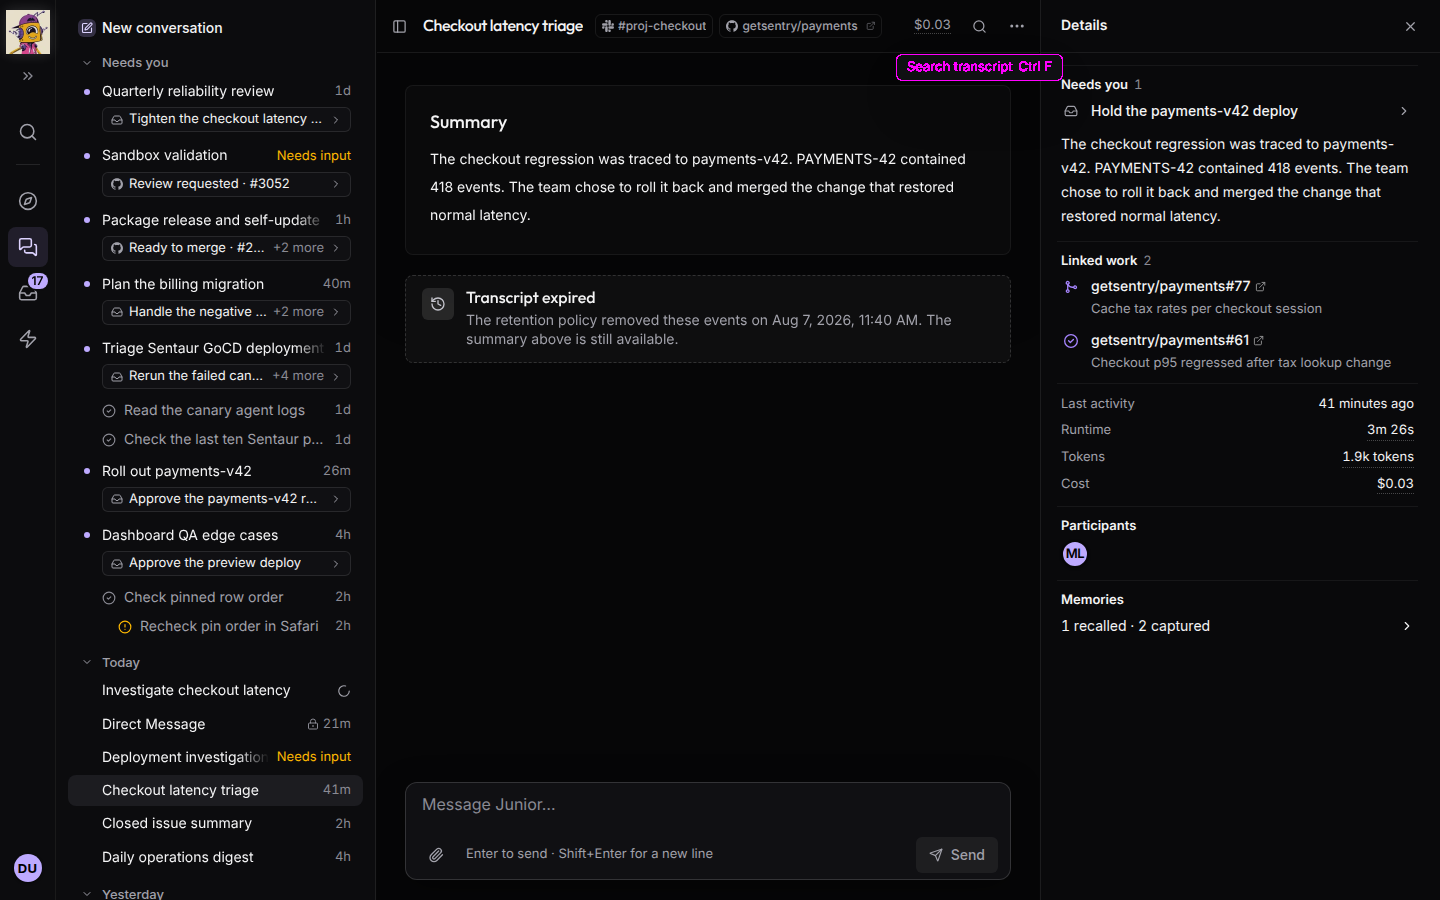 New conversation
Needs you
Quarterly reliability review 1d
Tighten the checkout latency ...
Sandbox validation Needs input
Review requested · #3052
Package release and self-update 1h
Ready to merge · #2... +2 more
Plan the billing migration 40m
Handle the negative ... +2 more
Triage Sentaur GoCD deployment 1d
Rerun the failed can... +4 more
Read the canary agent logs 1d
Check the last ten Sentaur p... 1d
Roll out payments-v42 26m
Approve the payments-v42 r...
Dashboard QA edge cases 4h
Approve the preview deploy
Check pinned row order 2h
Recheck pin order in Safari 2h
Today
Investigate checkout latency
Direct Message 21m
Deployment investigation Needs input
Checkout latency triage 41m
Closed issue summary 2h
Daily operations digest 4h
Yesterday
17
DU
Checkout latency triage #proj-checkout getsentry/payments $0.03
Search transcript Ctrl F
Summary
The checkout regression was traced to payments-v42. PAYMENTS-42 contained
418 events. The team chose to roll it back and merged the change that restored
normal latency.
Transcript expired
The retention policy removed these events on Aug 7, 2026, 11:40 AM. The
summary above is still available.
Message Junior...
Enter to send · Shift+Enter for a new line
Send
Details
Needs you 1
Hold the payments-v42 deploy
The checkout regression was traced to payments-
v42. PAYMENTS-42 contained 418 events. The team
chose to roll it back and merged the change that
restored normal latency.
Linked work 2
getsentry/payments#77
Cache tax rates per checkout session
getsentry/payments#61
Checkout p95 regressed after tax lookup change
Last activity 41 minutes ago
Runtime 3m 26s
Tokens 1.9k tokens
Cost $0.03
Participants
ML
Memories
1 recalled · 2 captured